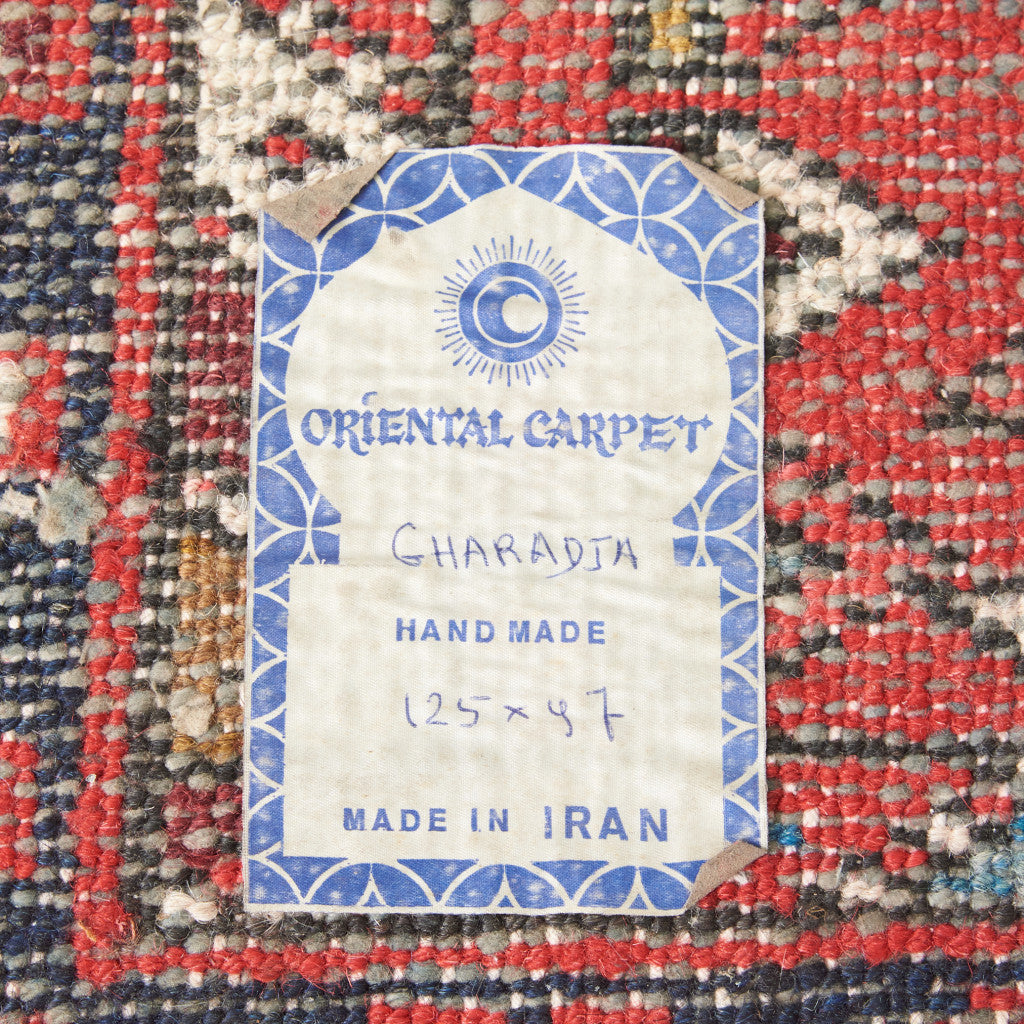 ORIENTAL CARPET
GHARADJA
HAND MADE
125 x 97
MADE IN IRAN